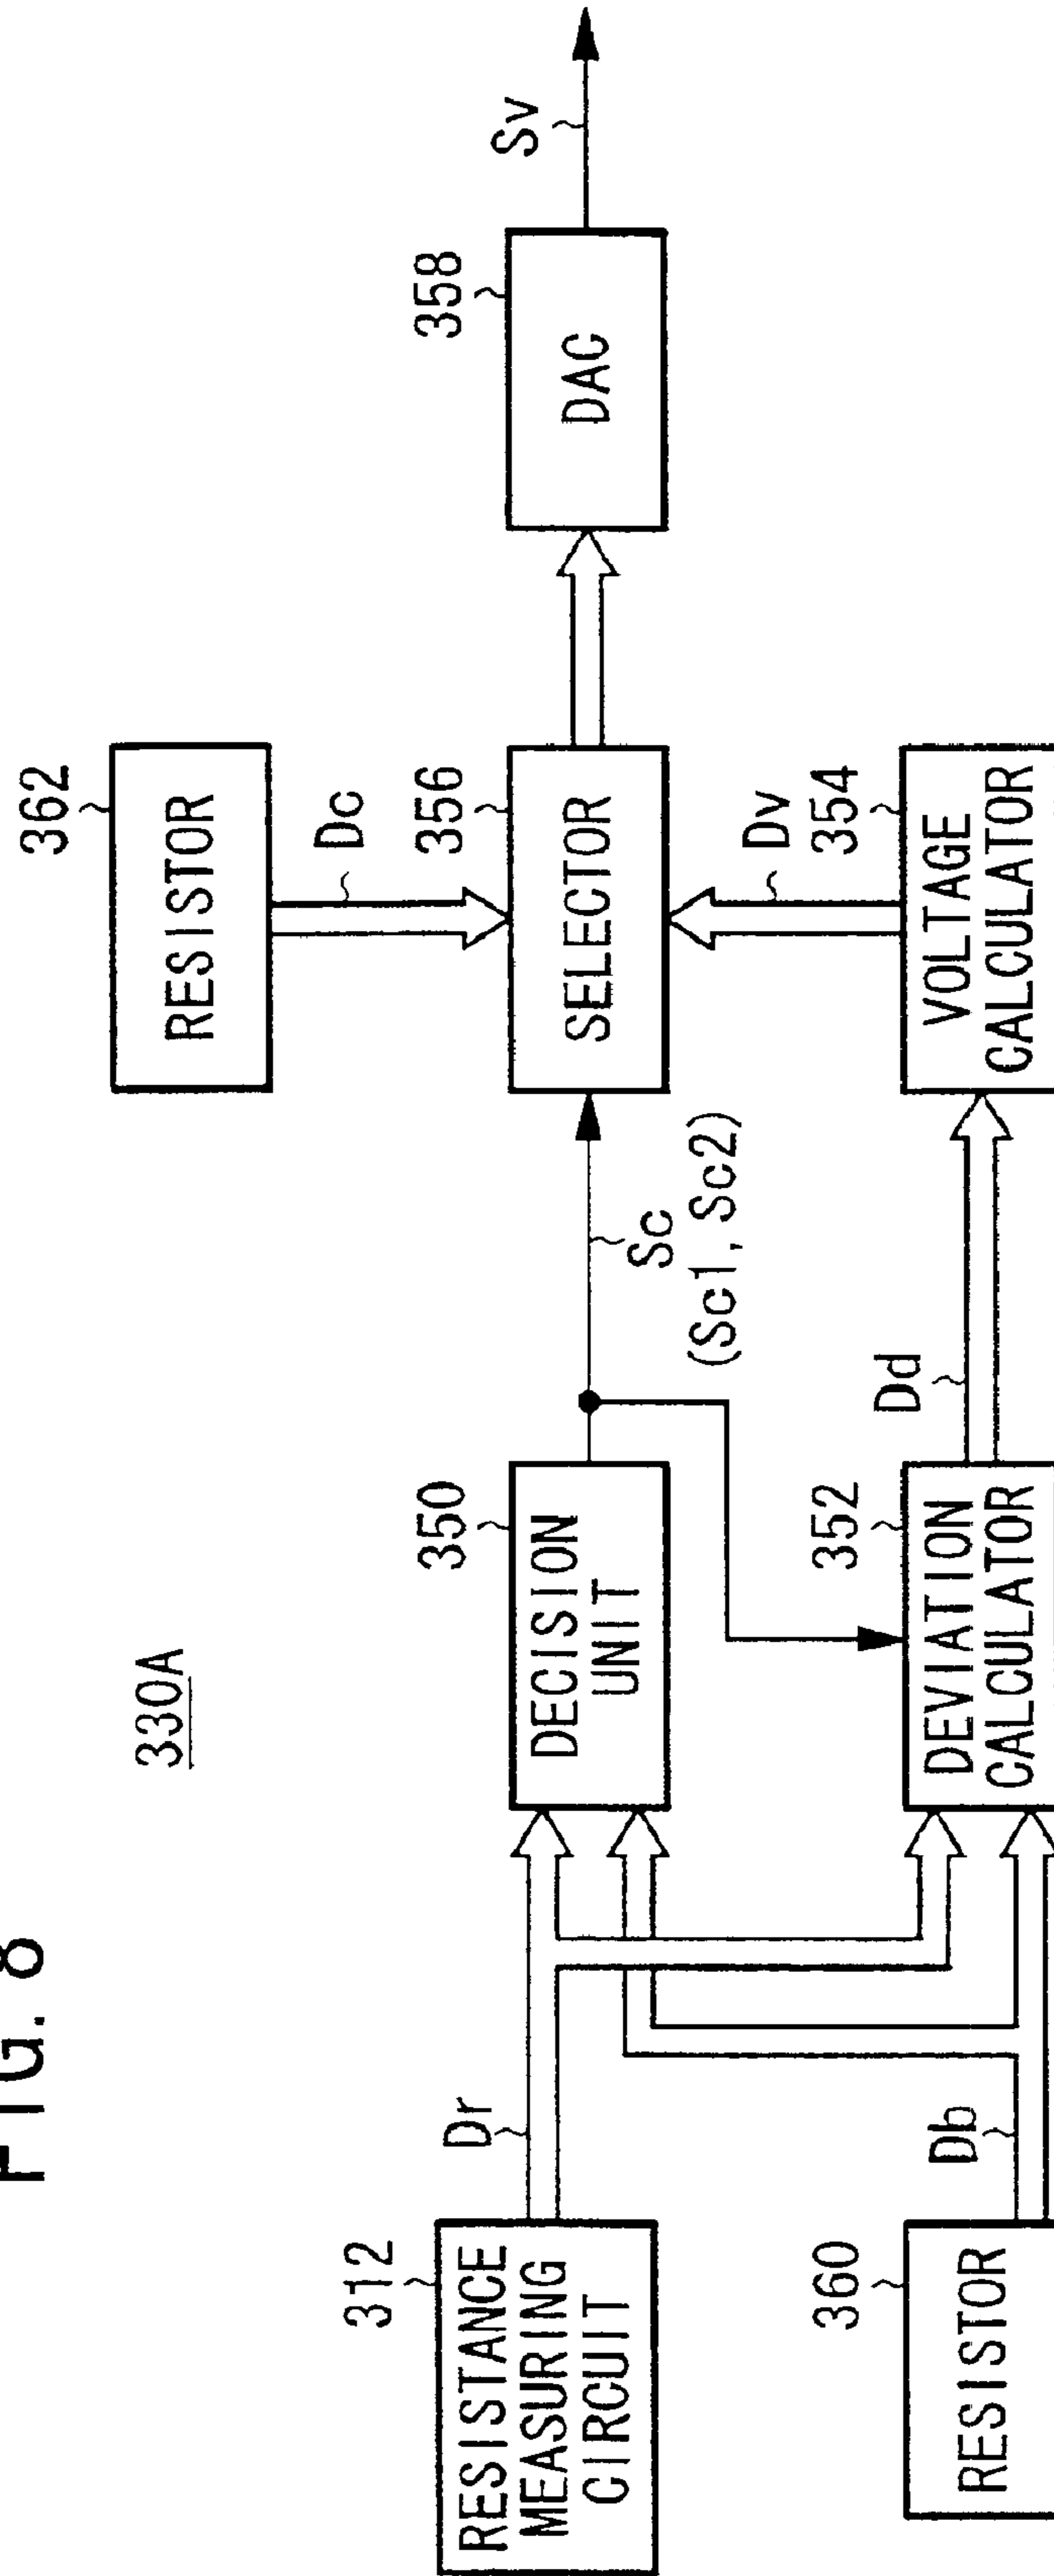 FIG. 8
330A
312
RESISTANCE
MEASURING
CIRCUIT
Dr
350
DECISION
UNIT
Sc
(Sc1, Sc2)
362
RESISTOR
Dc
356
SELECTOR
358
DAC
Sv
360
RESISTOR
Db
352
DEVIATION
CALCULATOR
Dd
354
VOLTAGE
CALCULATOR
Dv